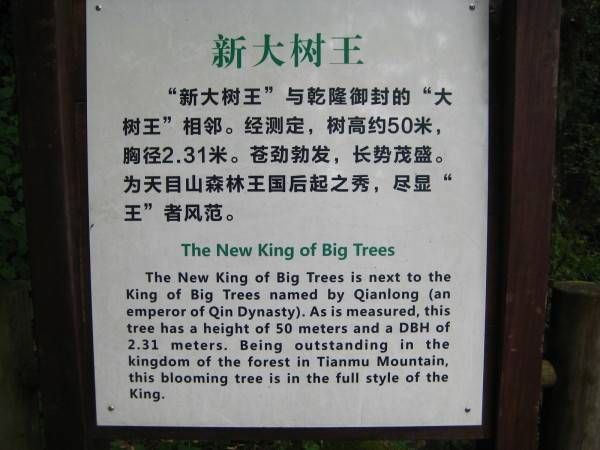 新大树王
“新大树王”与乾隆御封的“大
树王”相邻。经测定，树高约50米，
胸径2.31米。苍劲勃发，长势茂盛。
为天目山森林王国后起之秀，尽显“
王”者风范。
The New King of Big Trees
The New King of Big Trees is next to the
King of Big Trees named by Qianlong (an
emperor of Qin Dynasty). As is measured, this
tree has a height of 50 meters and a DBH of
2.31 meters. Being outstanding in the
kingdom of the forest in Tianmu Mountain,
this blooming tree is in the full style of the
King.